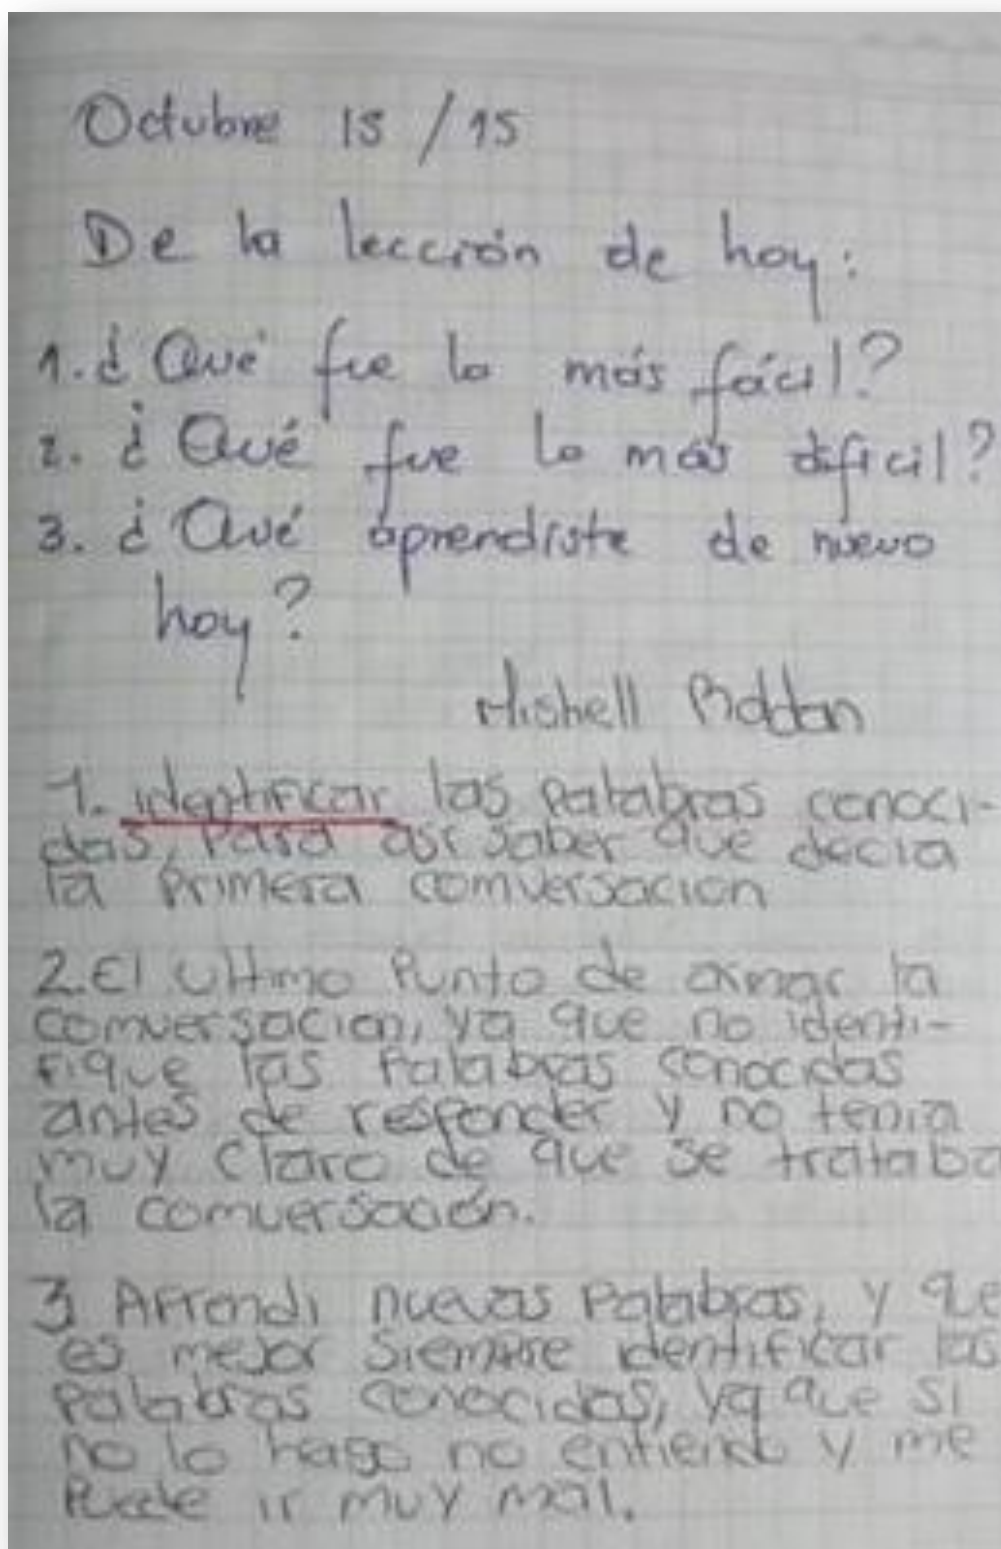 Octubre 15 / 15
De la lección de hoy:
1. ¿Qué fue lo más fácil?
2. ¿Qué fue lo más dificil?
3. ¿Qué aprendiste de nuevo
hoy?
Mishell
1. identificar las palabras conoci-
das, para asi saber que decia
la primera comversacion
2. El ultimo Punto de armar la
comversacion, ya que no identi-
fique las Palabras conocidas
antes de responder y no tenia
muy claro de que se trataba
la comversación.
3 Aprendi nuevas Palabras, y que
es mejor siempre identificar las
Palabras conocidas, ya que si
no lo hago no entiendo y me
Puede ir muy mal.